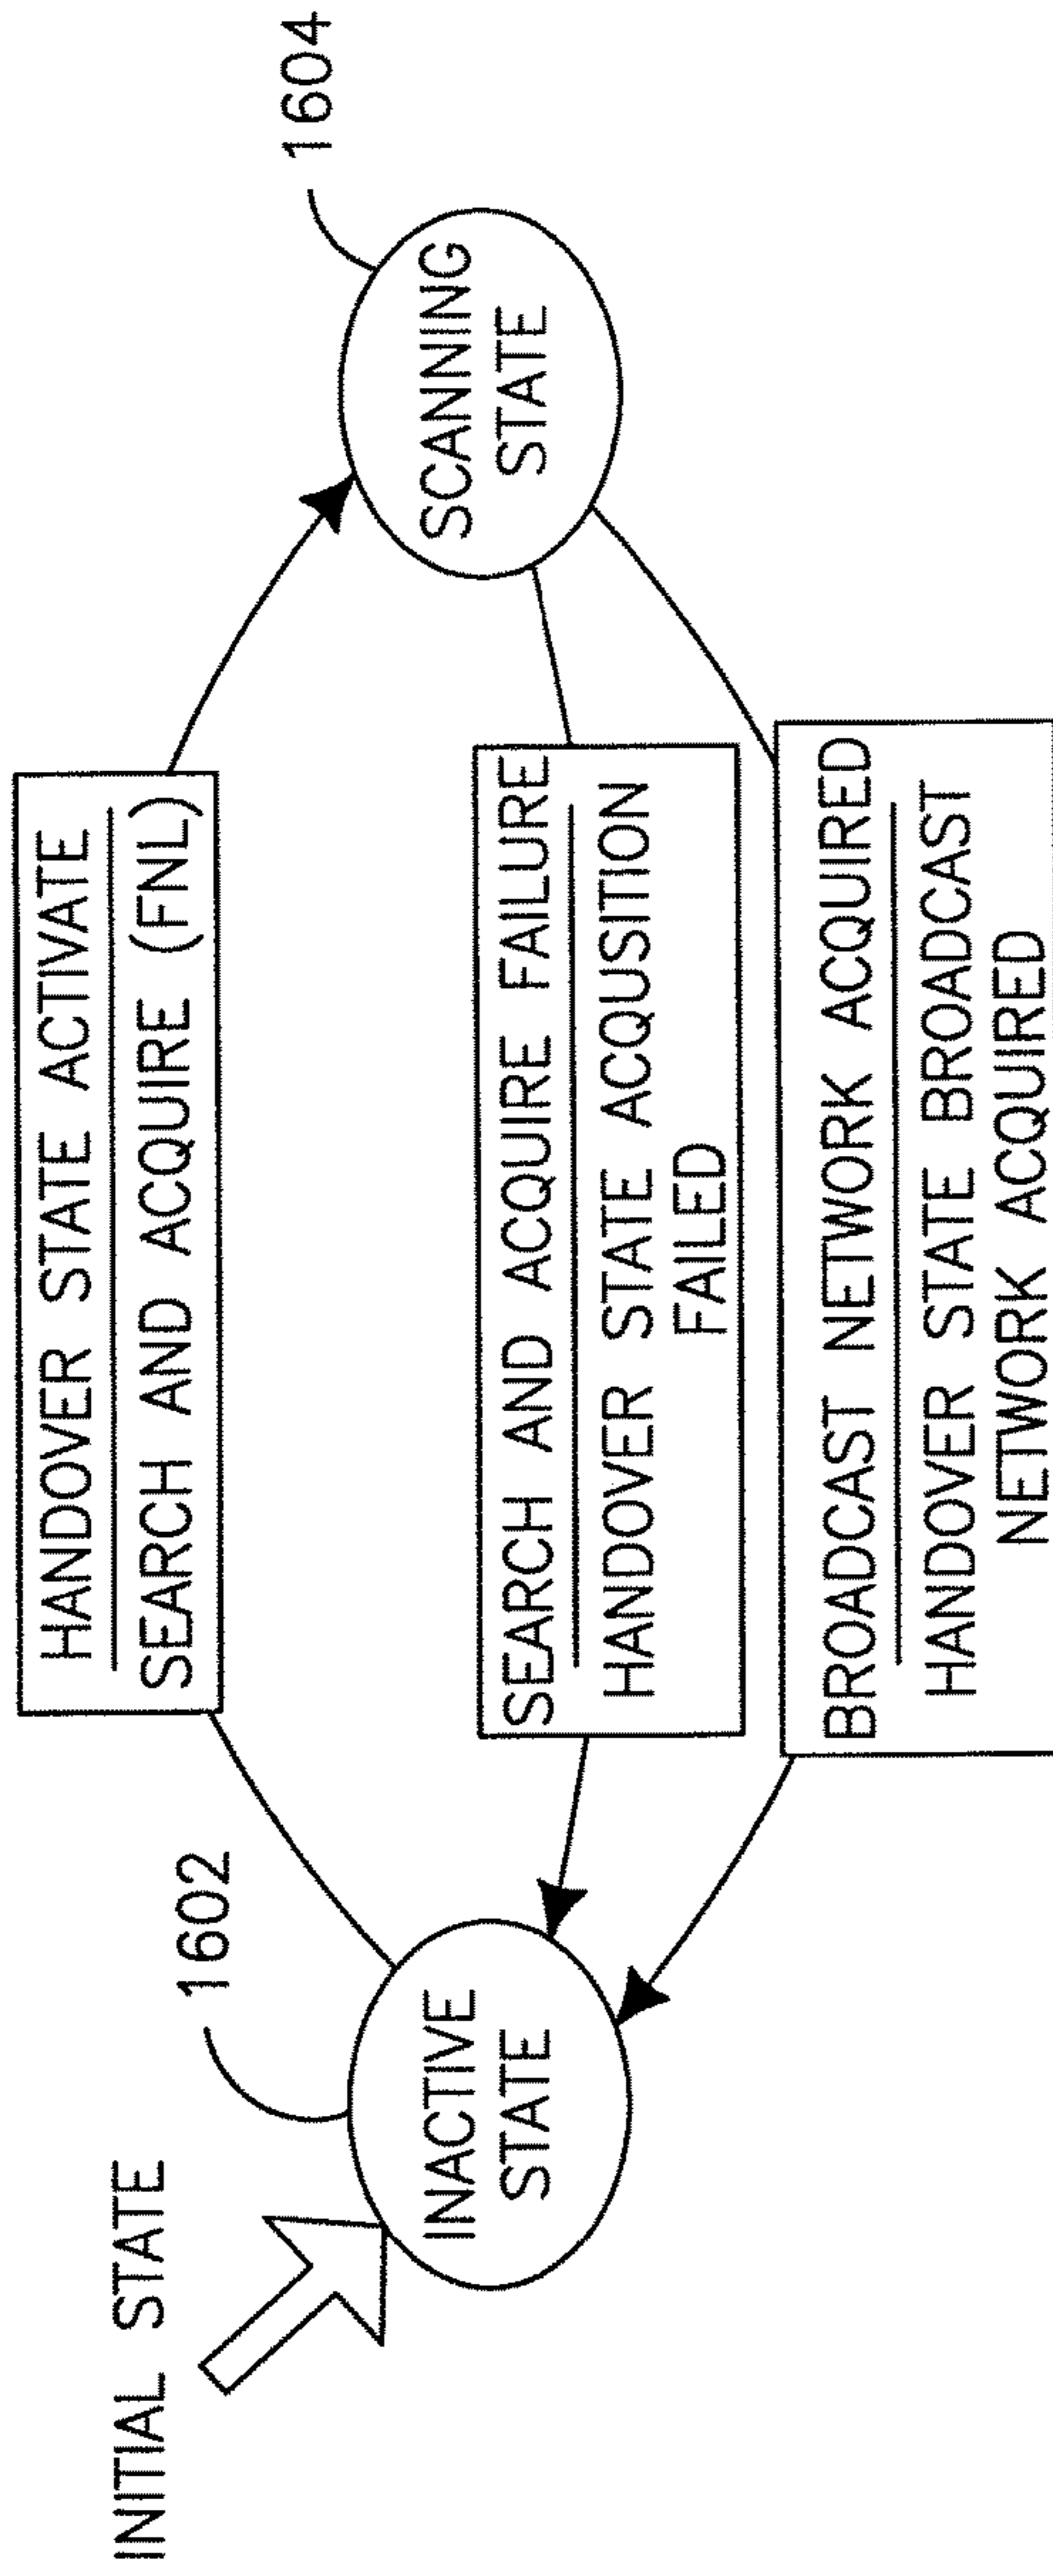 INITIAL STATE
1602
INACTIVE
STATE
HANDOVER STATE ACTIVATE
SEARCH AND ACQUIRE (FNL)
SEARCH AND ACQUIRE FAILURE
HANDOVER STATE ACQUSITION
FAILED
BROADCAST NETWORK ACQUIRED
HANDOVER STATE BROADCAST
NETWORK ACQUIRED
1604
SCANNING
STATE